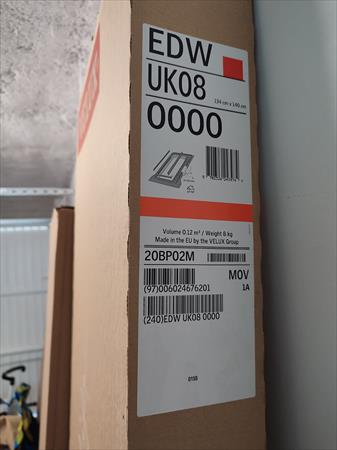 EDW
UK08
134 cm x 140 cm
0000
Volume 0.12 m³ / Weight 8 kg
Made in the EU by the VELUX Group
20BP02M
MOV
1A
(97)006024676201
(240)EDW UK08 0000
0155